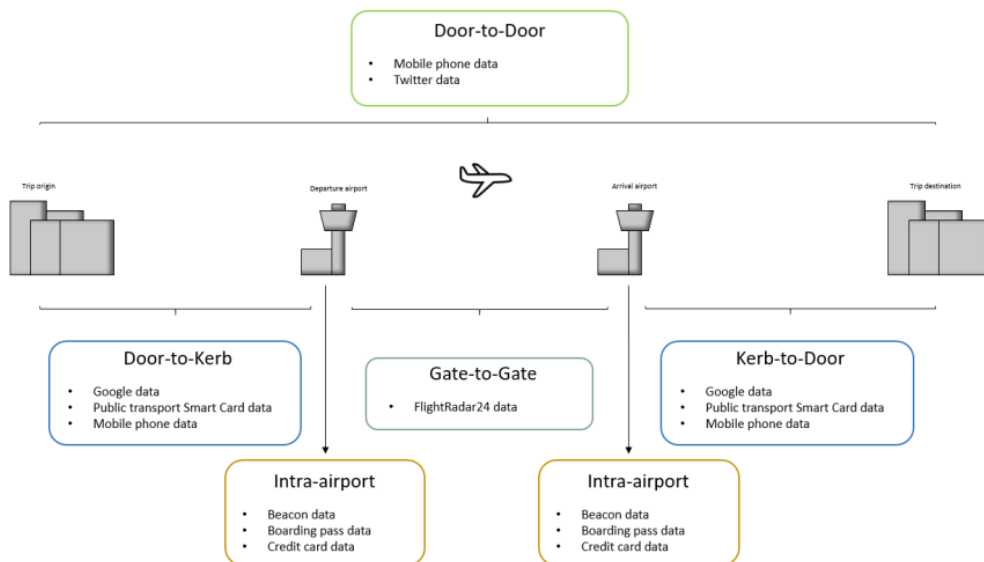 Door-to-Door
• Mobile phone data
• Twitter data
Trip origin
Departure airport
Arrival airport
Trip destination
Door-to-Kerb
• Google data
• Public transport Smart Card data
• Mobile phone data
Gate-to-Gate
• FlightRadar24 data
Kerb-to-Door
• Google data
• Public transport Smart Card data
• Mobile phone data
Intra-airport
• Beacon data
• Boarding pass data
• Credit card data
Intra-airport
• Beacon data
• Boarding pass data
• Credit card data